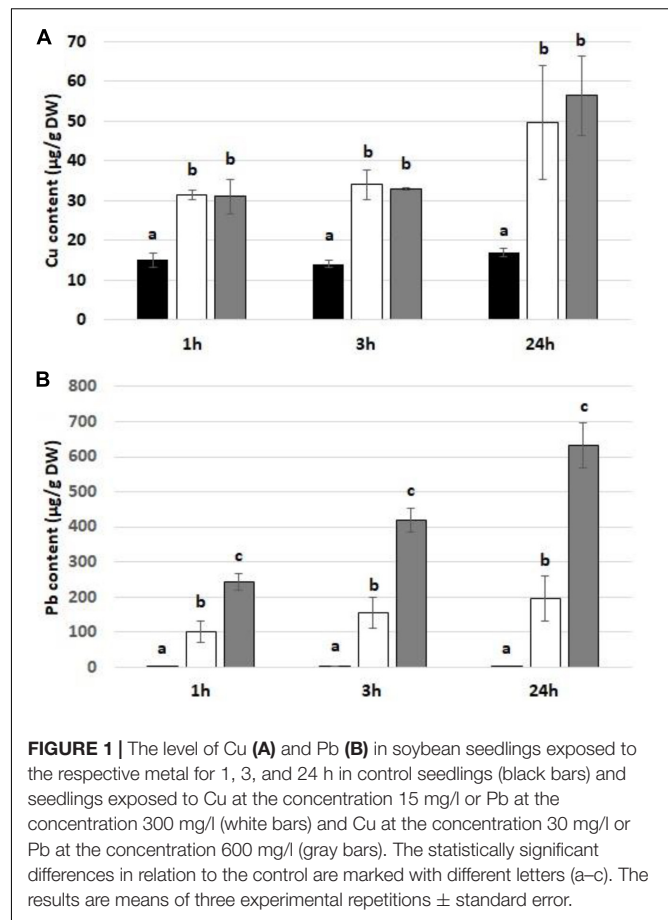 A
Cu content (µg/g DW)
70
60
50
40
30
20
10
0
a
b
b
a
b
b
a
b
b
1h
3h
24h
B
Pb content (µg/g DW)
800
700
600
500
400
300
200
100
0
a
b
c
a
b
c
a
b
c
1h
3h
24h
FIGURE 1 | The level of Cu (A) and Pb (B) in soybean seedlings exposed to
the respective metal for 1, 3, and 24 h in control seedlings (black bars) and
seedlings exposed to Cu at the concentration 15 mg/l or Pb at the
concentration 300 mg/l (white bars) and Cu at the concentration 30 mg/l or
Pb at the concentration 600 mg/l (gray bars). The statistically significant
differences in relation to the control are marked with different letters (a–c). The
results are means of three experimental repetitions ± standard error.